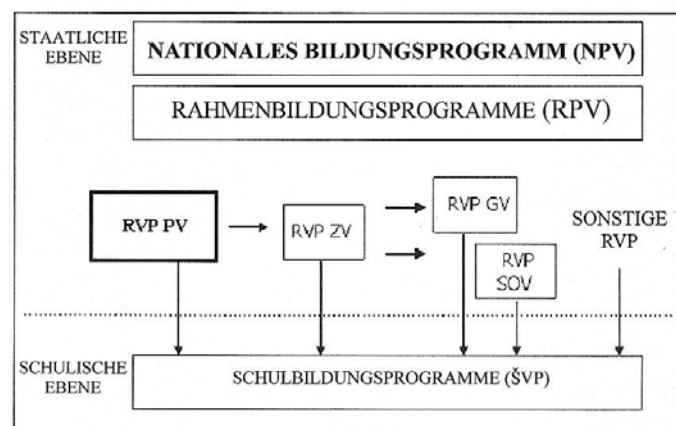 STAATLICHE
EBENE
NATIONALES BILDUNGSPROGRAMM (NPV)
RAHMENBILDUNGSPROGRAMME (RPV)
RVP PV
RVP ZV
RVP GV
RVP
SOV
SONSTIGE
RVP
SCHULISCHE
EBENE
SCHULBILDUNGSPROGRAMME (ŠVP)